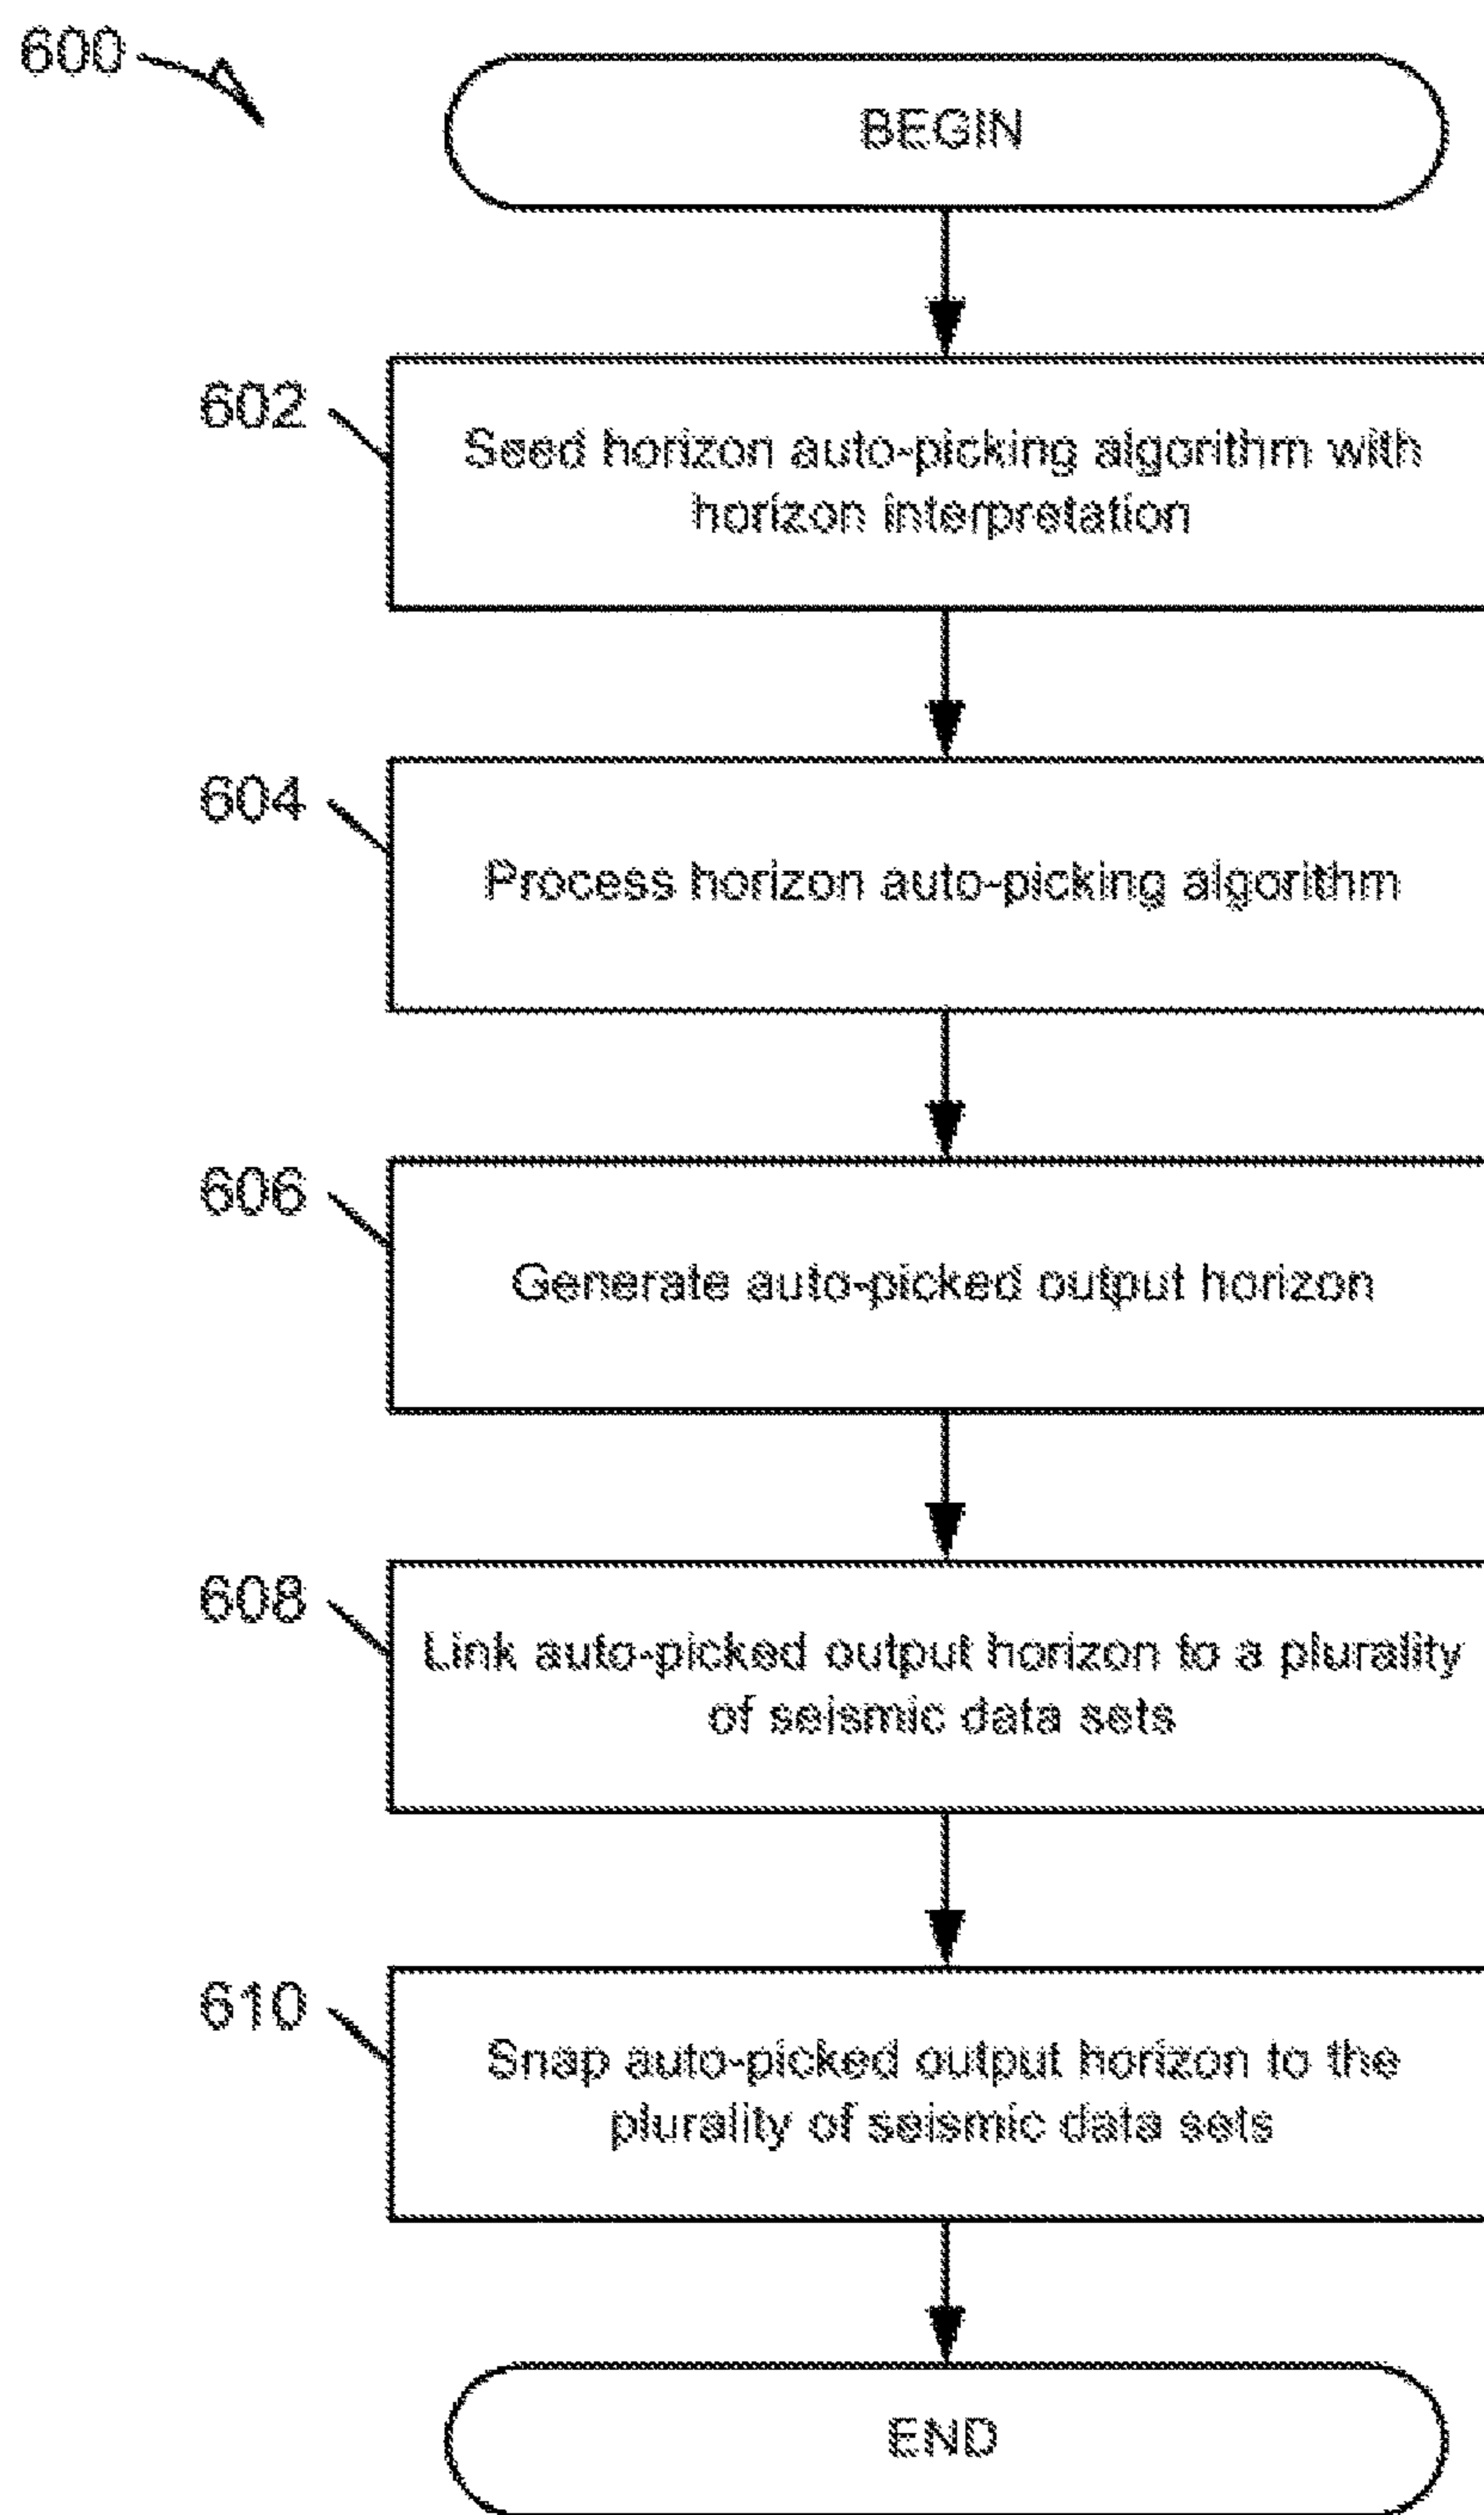 600
BEGIN
602
Seed horizon auto-picking algorithm with
horizon interpretation
604
Process horizon auto-picking algorithm
606
Generate auto-picked output horizon
608
Link auto-picked output horizon to a plurality
of seismic data sets
610
Snap auto-picked output horizon to the
plurality of seismic data sets
END